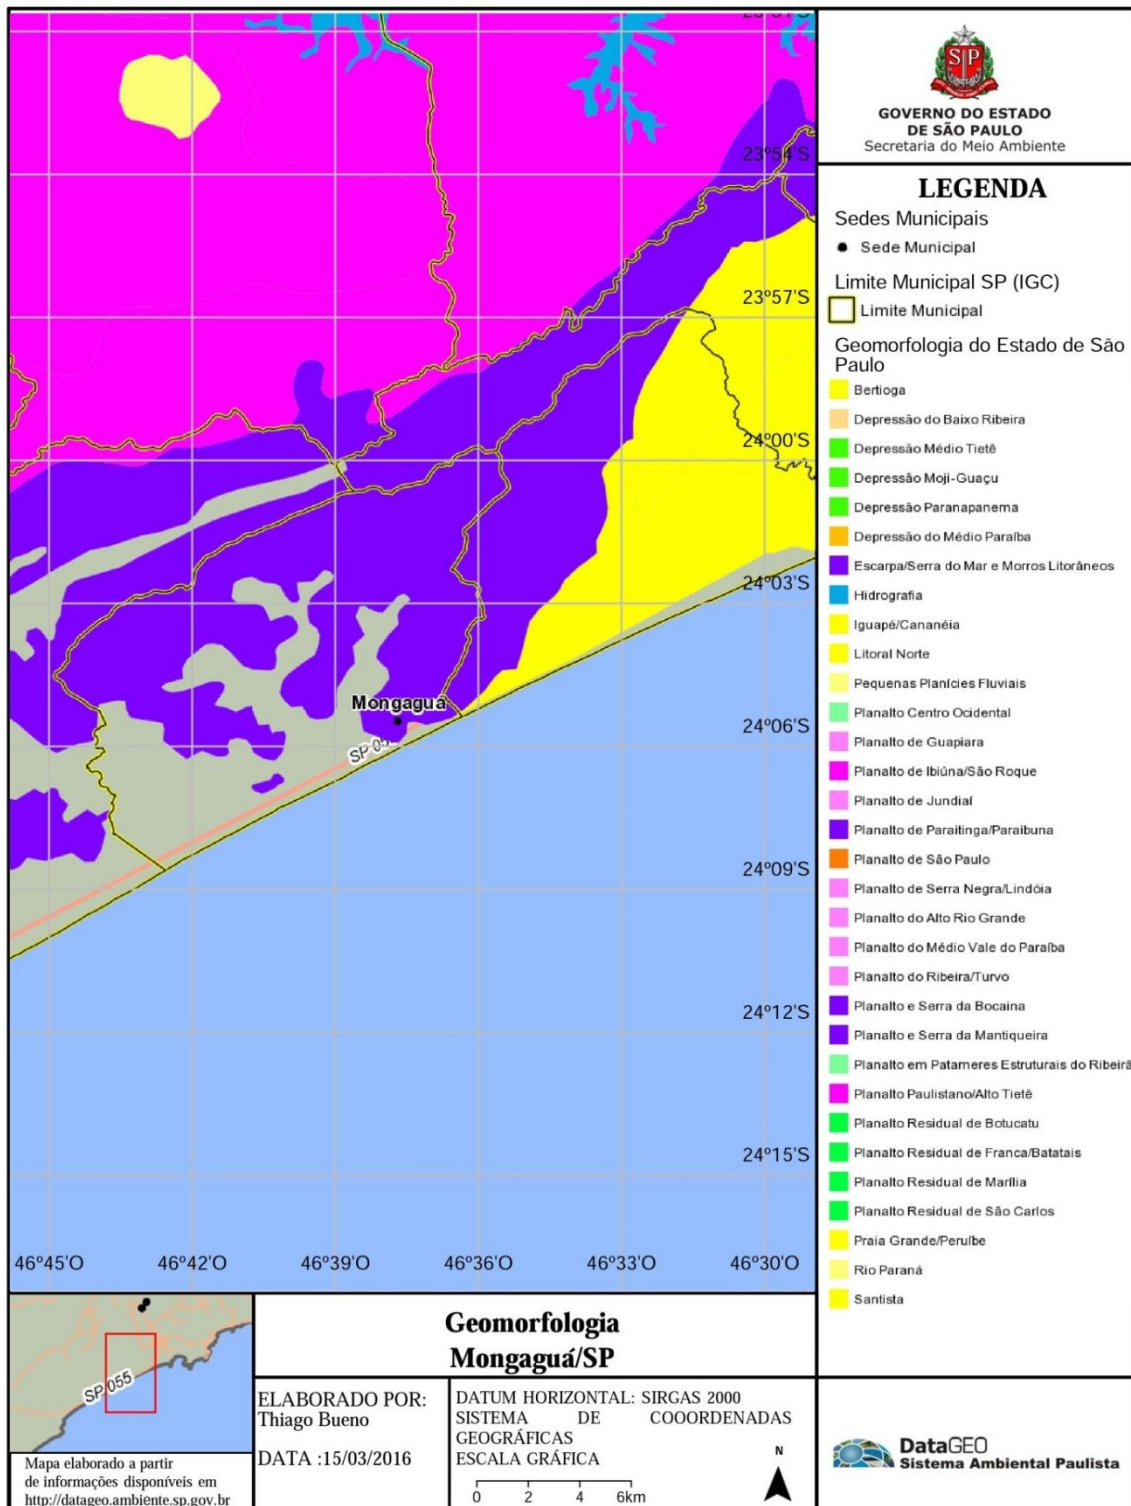 23°54'S
23°57'S
24°00'S
24°03'S
Mongaguá
SP 05
24°06'S
24°09'S
24°12'S
24°15'S
46°45'O
46°42'O
46°39'O
46°36'O
46°33'O
46°30'O
SP
GOVERNO DO ESTADO
DE SÃO PAULO
Secretaria do Meio Ambiente
LEGENDA
Sedes Municipais
Sede Municipal
Limite Municipal SP (IGC)
Limite Municipal
Geomorfologia do Estado de São
Paulo
Bertioga
Depressão do Baixo Ribeira
Depressão Médio Tietê
Depressão Moji-Guaçu
Depressão Paranapanema
Depressão do Médio Paraíba
Escarpa/Serra do Mar e Morros Litorâneos
Hidrografia
Iguapé/Cananéia
Litoral Norte
Pequenas Planícies Fluviais
Planalto Centro Ocidental
Planalto de Guapiara
Planalto de Ibiúna/São Roque
Planalto de Jundiaí
Planalto de Paraitinga/Paraibuna
Planalto de São Paulo
Planalto de Serra Negra/Lindóia
Planalto do Alto Rio Grande
Planalto do Médio Vale do Paraíba
Planalto do Ribeira/Turvo
Planalto e Serra da Bocaina
Planalto e Serra da Mantiqueira
Planalto em Patameres Estruturais do Ribeirã
Planalto Paulistano/Alto Tietê
Planalto Residual de Botucatu
Planalto Residual de Franca/Batatais
Planalto Residual de Marília
Planalto Residual de São Carlos
Praia Grande/Peruíbe
Rio Paraná
Santista
SP 055
Mapa elaborado a partir
de informações disponíveis em
http://datageo.ambiente.sp.gov.br
Geomorfologia
Mongaguá/SP
ELABORADO POR:
Thiago Bueno
DATA :15/03/2016
DATUM HORIZONTAL: SIRGAS 2000
SISTEMA DE COOORDENADAS
GEOGRÁFICAS
ESCALA GRÁFICA
0 2 4 6km
N
DataGEO
Sistema Ambiental Paulista